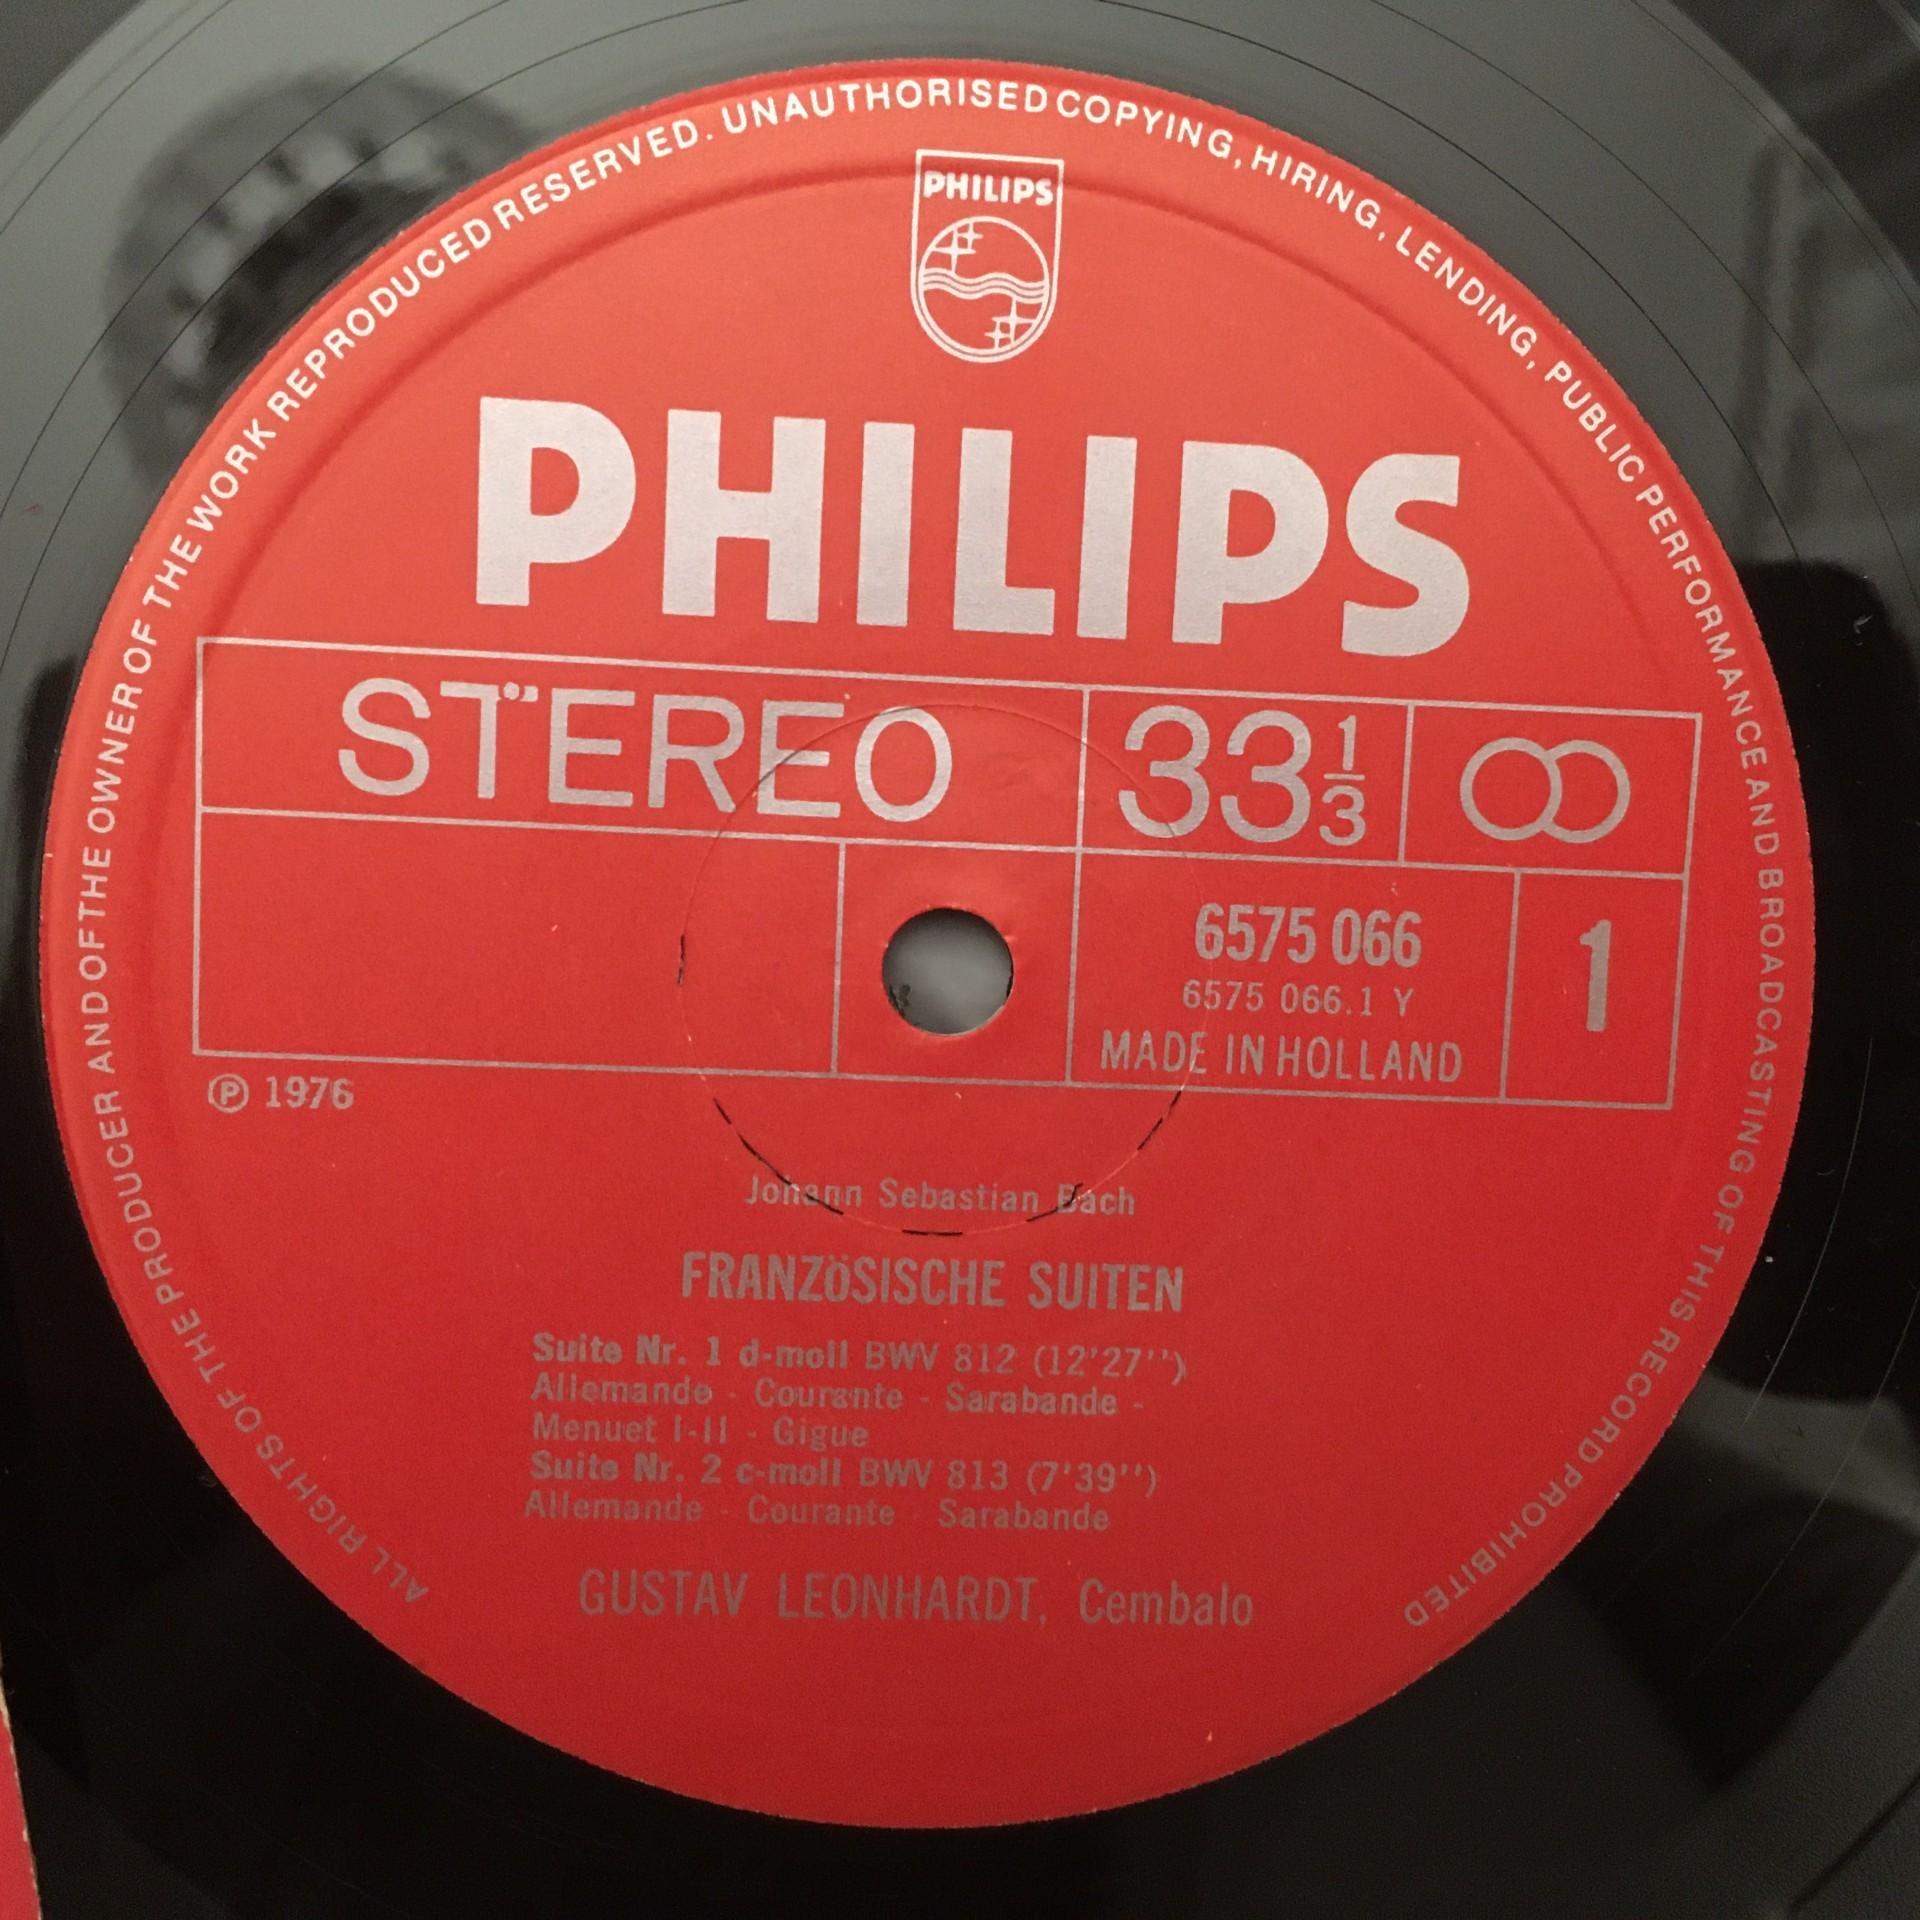 ALL RIGHTS OF THE PRODUCER AND OF THE OWNER OF THE WORK REPRODUCED RESERVED. UNAUTHORISED COPYING, HIRING, LENDING, PUBLIC PERFORMANCE AND BROADCASTING OF THIS RECORD PROHIBITED
PHILIPS
PHILIPS
STEREO 33 1/3
6575 066 1
6575 066.1 Y
MADE IN HOLLAND
Ⓟ 1976
Johann Sebastian Bach
FRANZÖSISCHE SUITEN
Suite Nr. 1 d-moll BWV 812 (12'27'')
Allemande - Courante - Sarabande -
Menuet I-II - Gigue
Suite Nr. 2 c-moll BWV 813 (7'39'')
Allemande - Courante - Sarabande
GUSTAV LEONHARDT, Cembalo